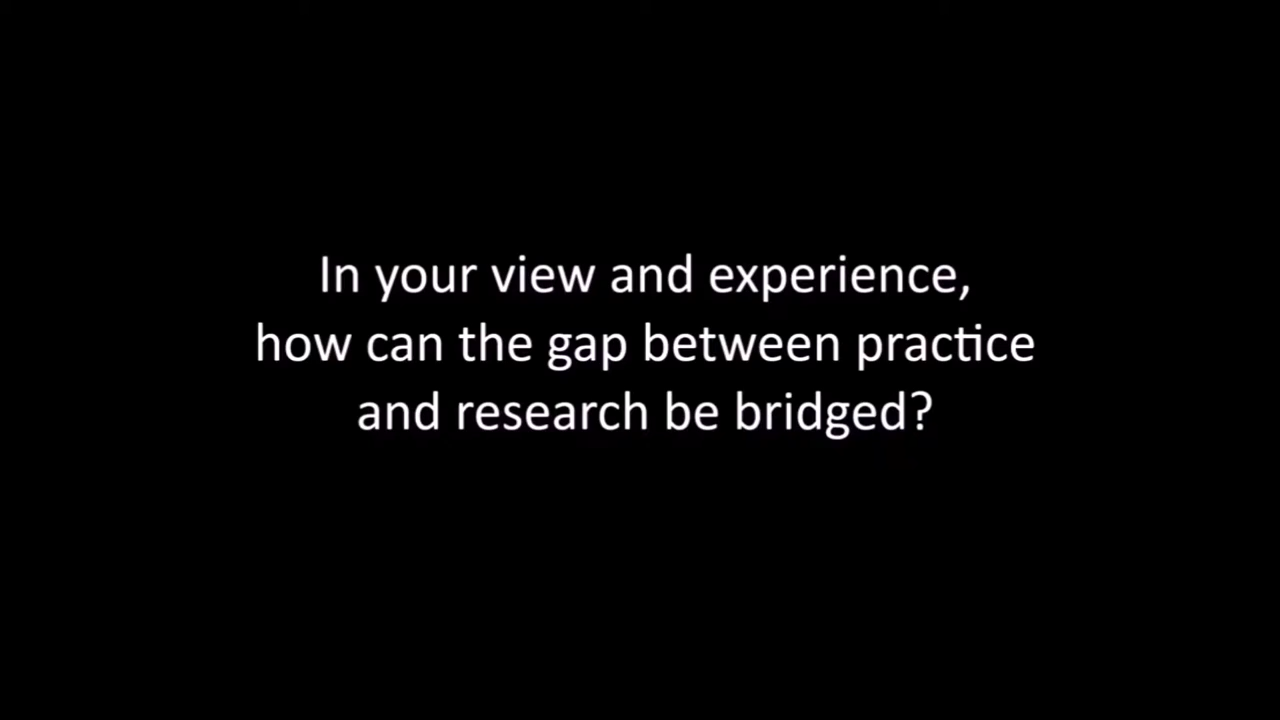 In your view and experience,
how can the gap between practice
and research be bridged?